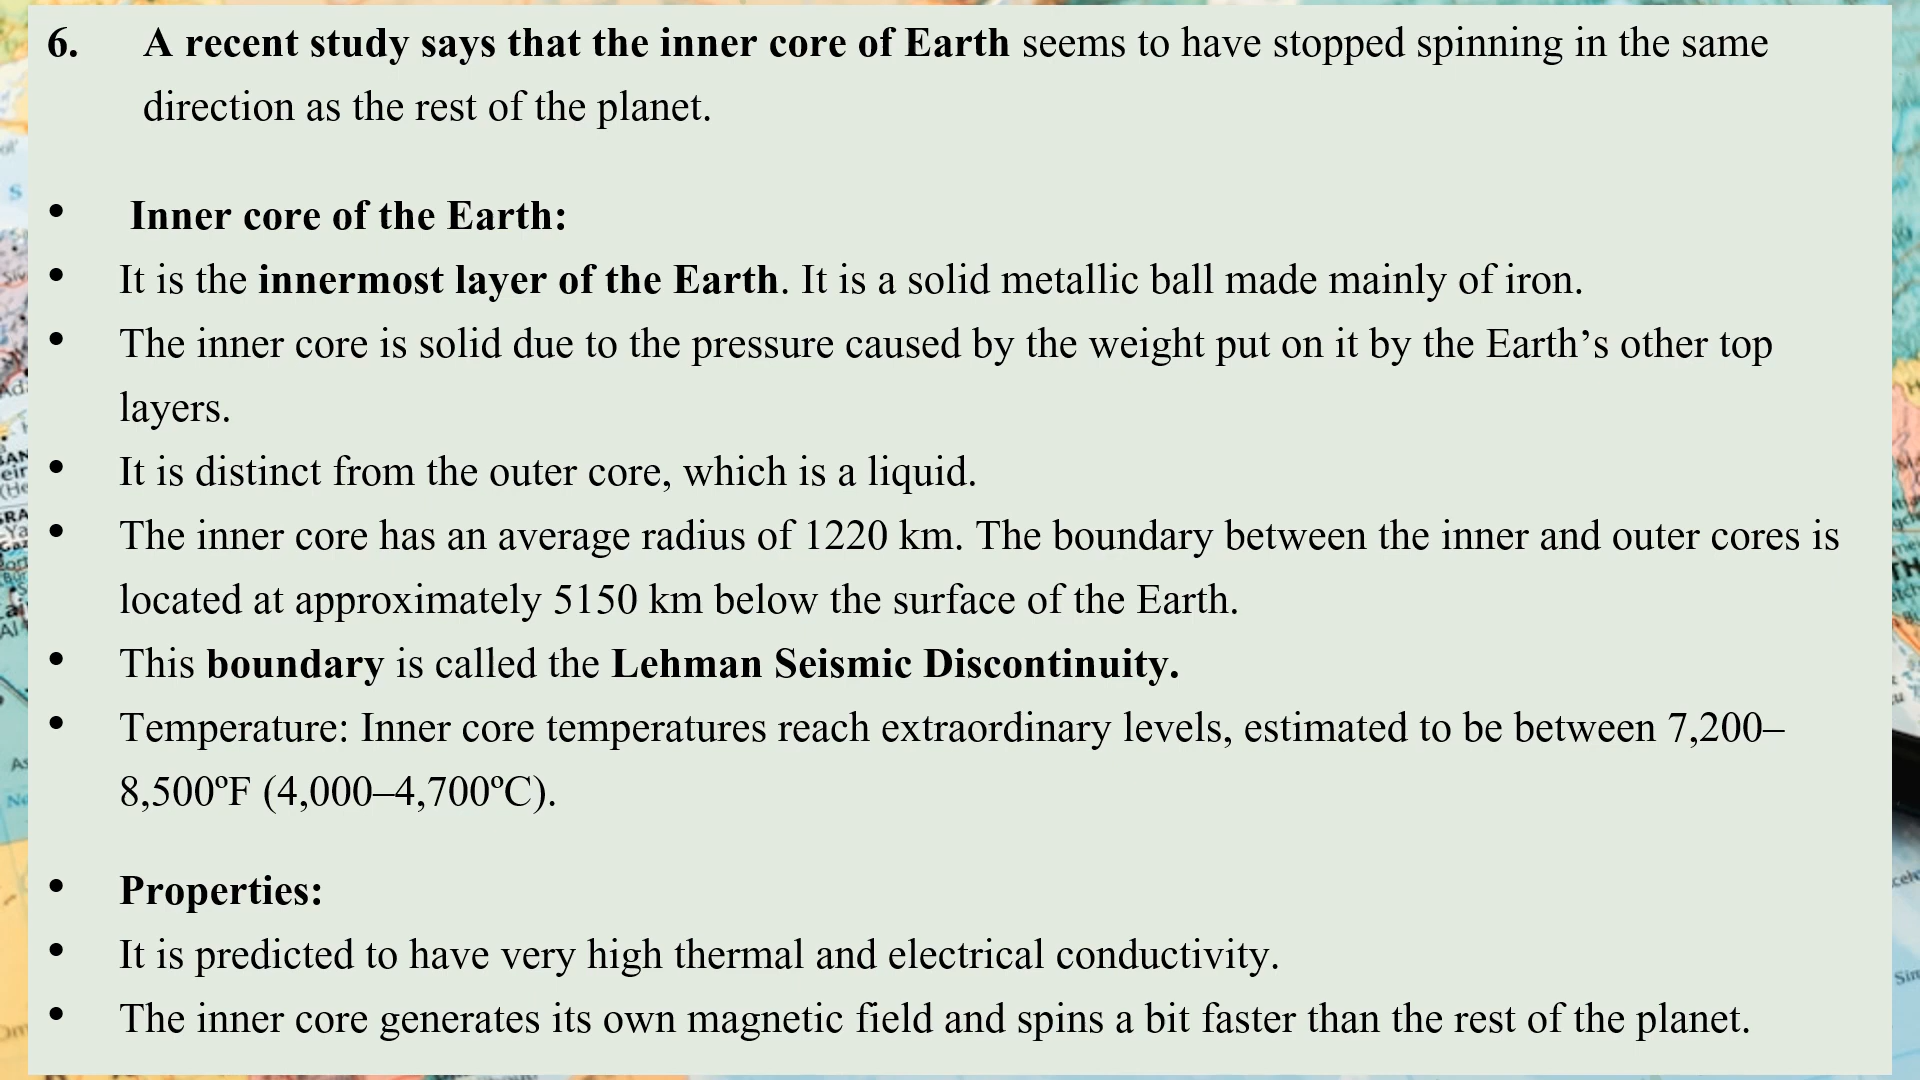 6. A recent study says that the inner core of Earth seems to have stopped spinning in the same
direction as the rest of the planet.
• Inner core of the Earth:
• It is the innermost layer of the Earth. It is a solid metallic ball made mainly of iron.
• The inner core is solid due to the pressure caused by the weight put on it by the Earth’s other top
layers.
• It is distinct from the outer core, which is a liquid.
• The inner core has an average radius of 1220 km. The boundary between the inner and outer cores is
located at approximately 5150 km below the surface of the Earth.
• This boundary is called the Lehman Seismic Discontinuity.
• Temperature: Inner core temperatures reach extraordinary levels, estimated to be between 7,200–
8,500ºF (4,000–4,700ºC).
• Properties:
• It is predicted to have very high thermal and electrical conductivity.
• The inner core generates its own magnetic field and spins a bit faster than the rest of the planet.